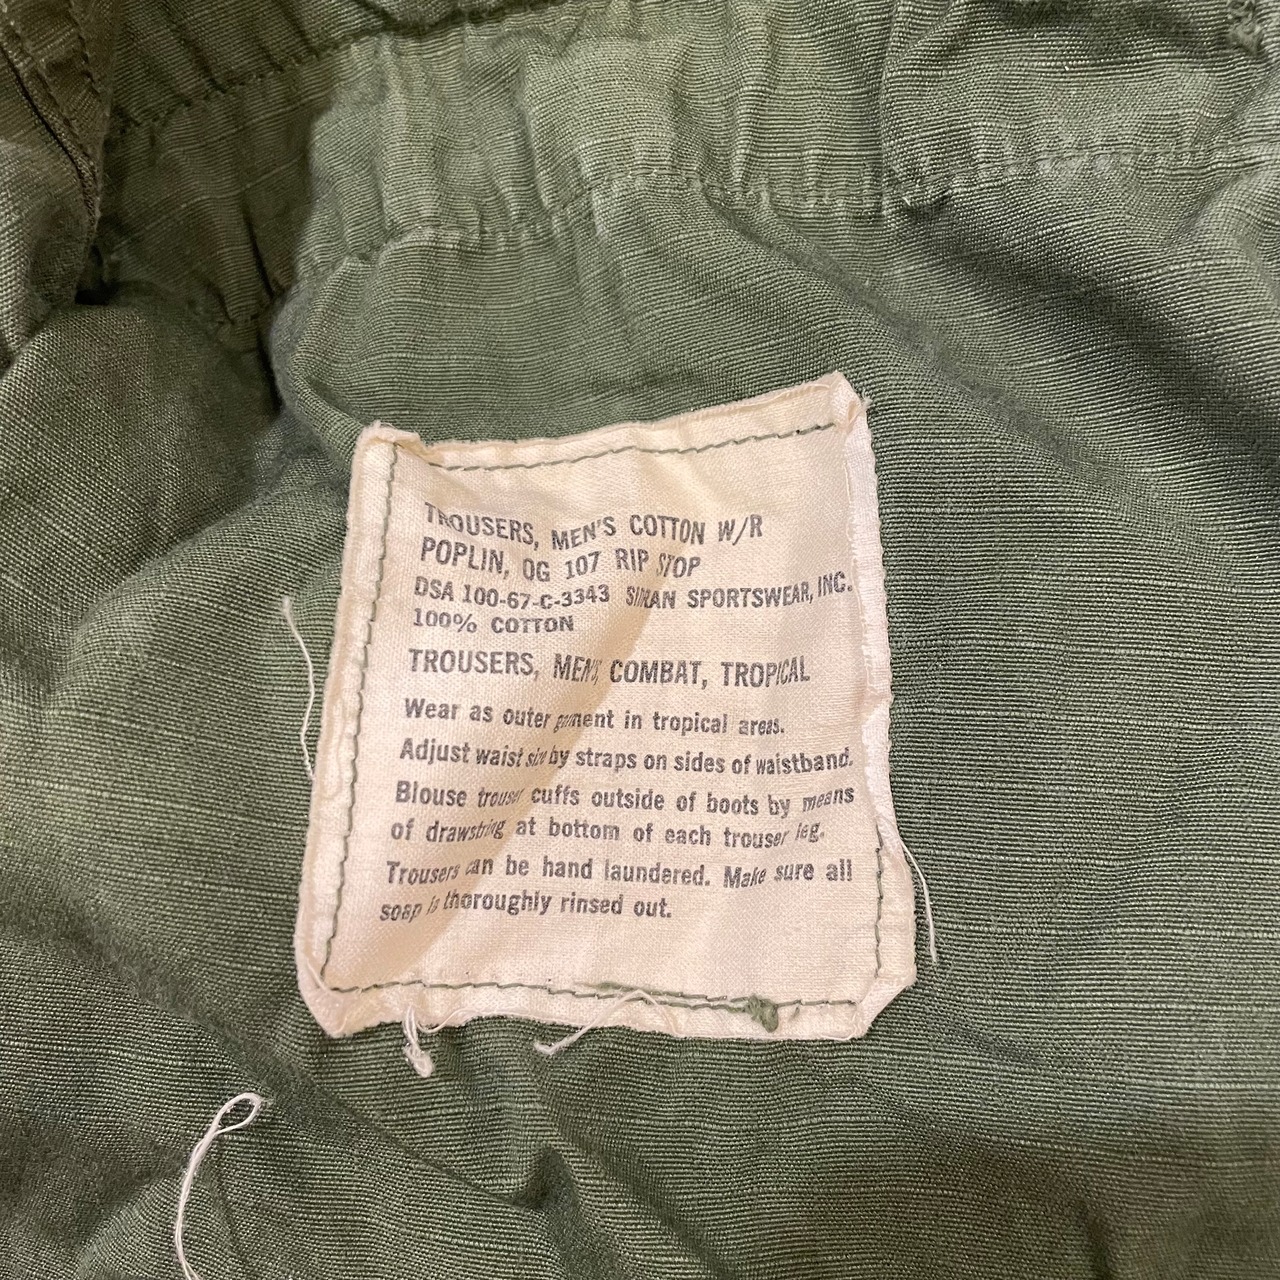 TROUSERS, MEN'S COTTON W/R
POPLIN, OG 107 RIP STOP
DSA 100-67-C-3343 SPORTSWEAR, INC.
100% COTTON
TROUSERS, MEN'S, COMBAT, TROPICAL
Wear as outer garment in tropical areas.
Adjust waist size by straps on sides of waistband.
Blouse trouser cuffs outside of boots by means
of drawstring at bottom of each trouser leg.
Trousers can be hand laundered. Make sure all
soap is thoroughly rinsed out.